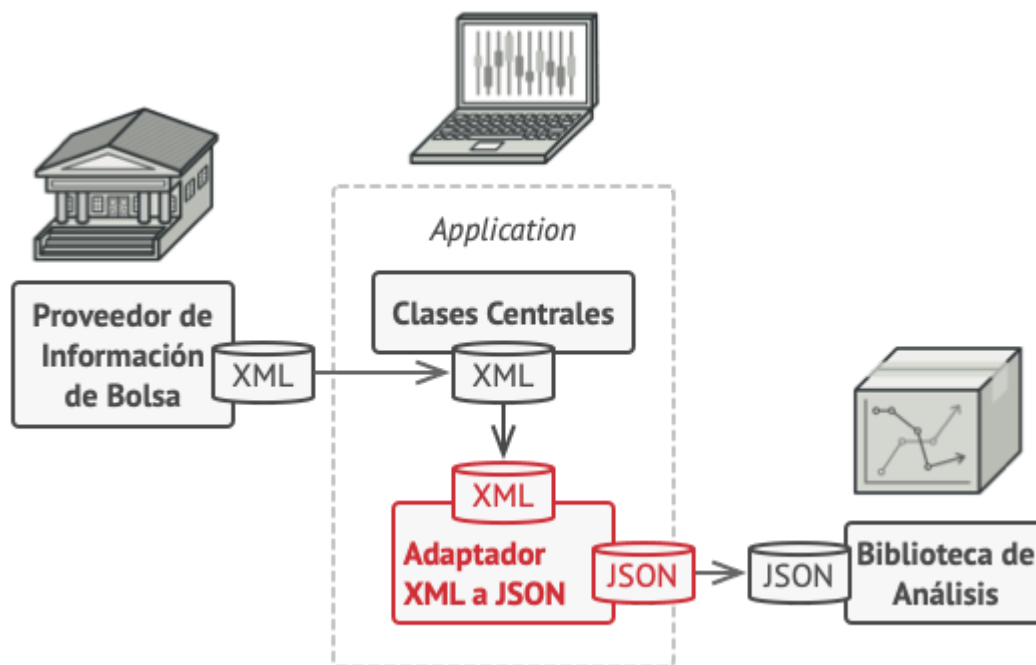 Application
Proveedor de
Información
de Bolsa
XML
Clases Centrales
XML
XML
Adaptador
XML a JSON
JSON
JSON
Biblioteca de
Análisis